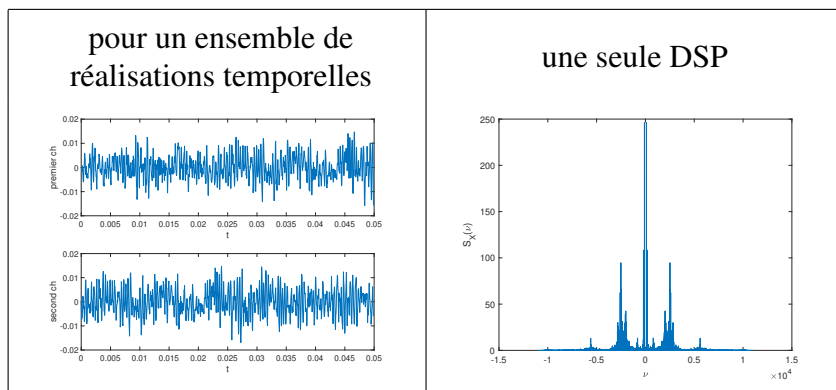 pour un ensemble de
réalisations temporelles
0.02
0.01
0
-0.01
-0.02
premier ch
0 0.005 0.01 0.015 0.02 0.025 0.03 0.035 0.04 0.045 0.05
t
0.02
0.01
0
-0.01
-0.02
second ch
0 0.005 0.01 0.015 0.02 0.025 0.03 0.035 0.04 0.045 0.05
t
une seule DSP
250
200
150
100
50
0
S_X(ν)
-1.5 -1 -0.5 0 0.5 1 1.5
ν
×10⁴